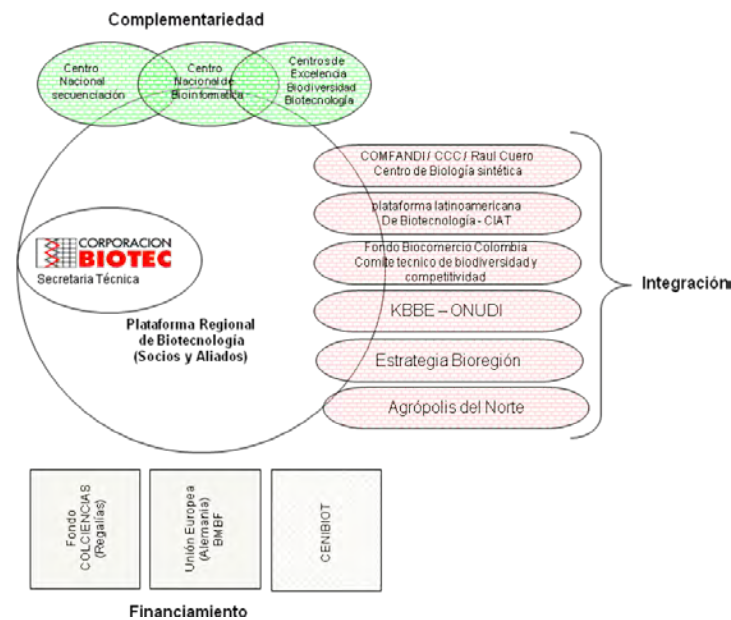 Complementariedad
Centro
Nacional
secuenciación
Centro
Nacional de
Bioinformatica
Centros de
Excelencia
Biodiversidad
Biotecnología
COMFANDI / CCC / Raul Cuero
Centro de Biología sintética
plataforma latinoamericana
De Biotecnología - CIAT
Fondo Biocomercio Colombia
Comite tecnico de biodiversidad y
competitividad
KBBE – ONUDI
Estrategia Bioregión
Agrópolis del Norte
Integración
CORPORACION
BIOTEC
Secretaria Técnica
Plataforma Regional
de Biotecnología
(Socios y Aliados)
Fondo
COLCIENCIAS
(Regalías)
Unión Europea
(Alemania)
BMBF
CENIBIOT
Financiamiento